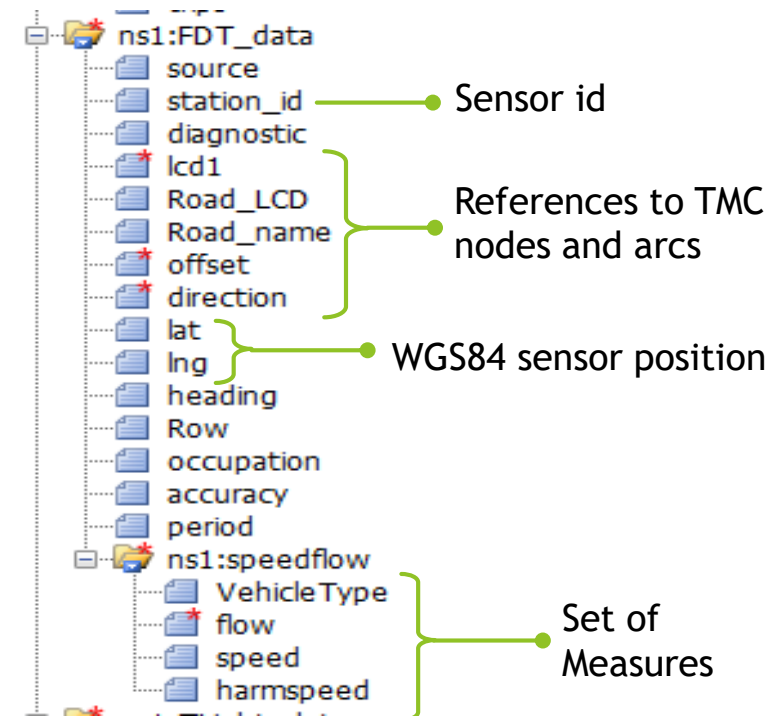 ns1:FDT_data
source
station_id
Sensor id
diagnostic
lcd1
Road_LCD
Road_name
offset
direction
References to TMC
nodes and arcs
lat
lng
WGS84 sensor position
heading
Row
occupation
accuracy
period
ns1:speedflow
VehicleType
flow
speed
harmspeed
Set of
Measures